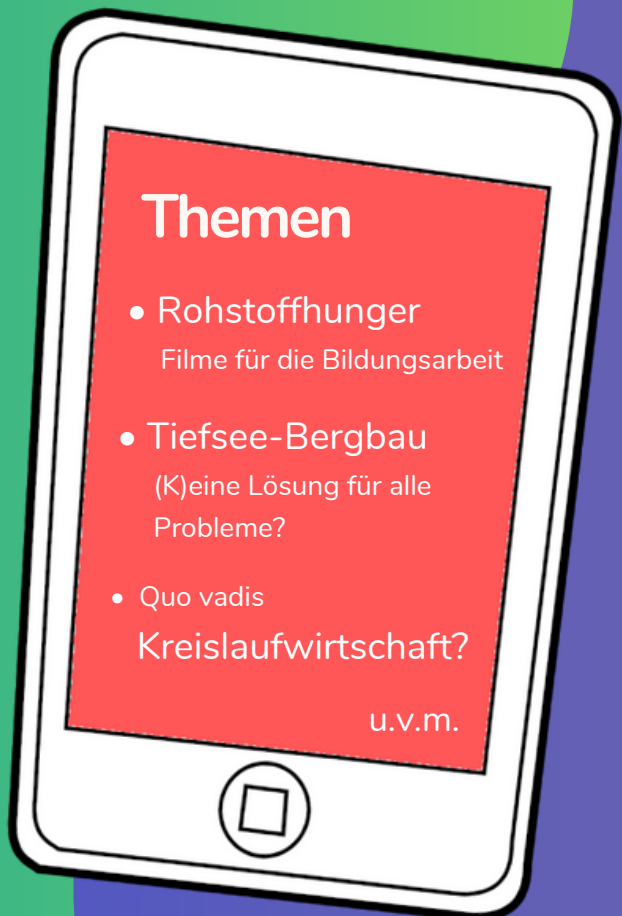 Themen
• Rohstoffhunger
Filme für die Bildungsarbeit
• Tiefsee-Bergbau
(K)eine Lösung für alle
Probleme?
• Quo vadis
Kreislaufwirtschaft?
u.v.m.